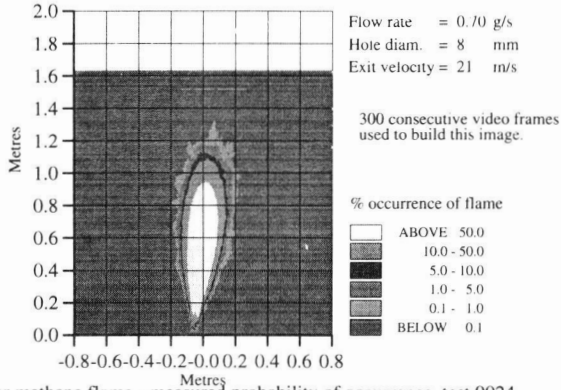 2.0
1.8
1.6
1.4
1.2
1.0
0.8
0.6
0.4
0.2
0.0
Metres
-0.8-0.6-0.4-0.2-0.0 0.2 0.4 0.6 0.8
Metres
Flow rate = 0.70 g/s
Hole diam. = 8 mm
Exit velocity = 21 m/s
300 consecutive video frames
used to build this image.
% occurrence of flame
ABOVE 50.0
10.0 - 50.0
5.0 - 10.0
1.0 - 5.0
0.1 - 1.0
BELOW 0.1
methane flame measured probability of occurrence, test 0024